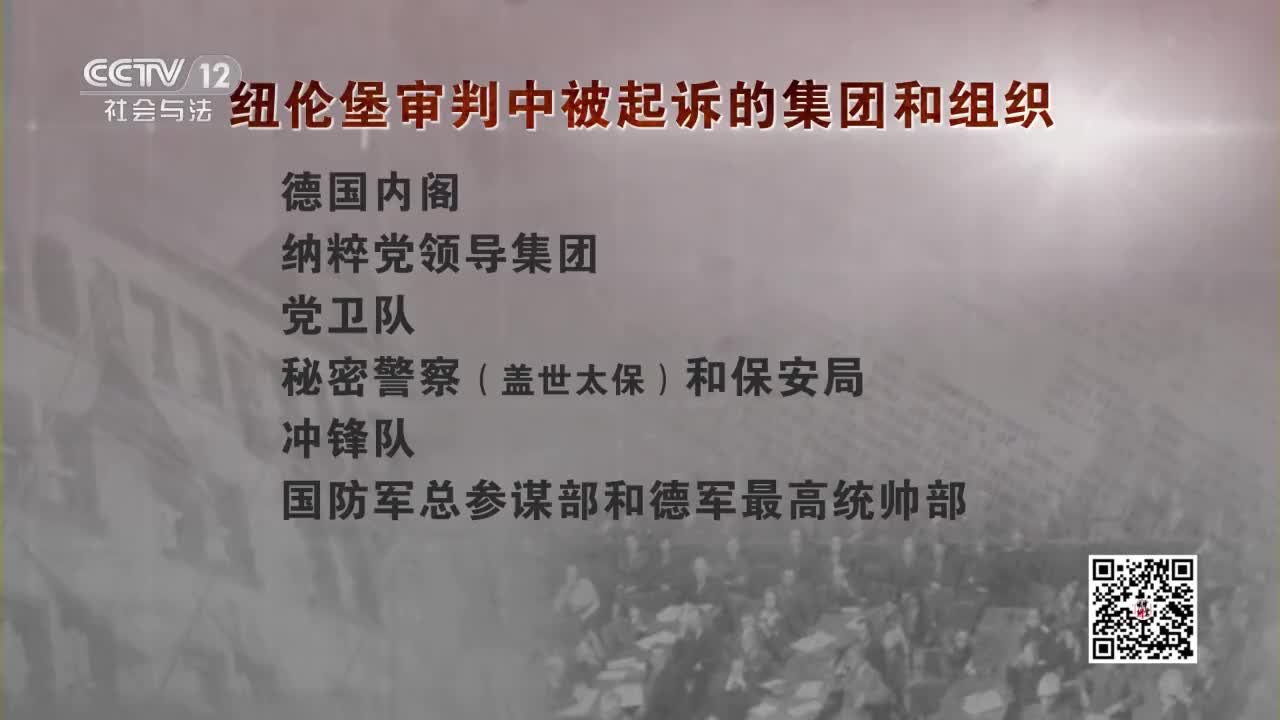 CCTV 12
社会与法
纽伦堡审判中被起诉的集团和组织
德国内阁
纳粹党领导集团
党卫队
秘密警察（盖世太保）和保安局
冲锋队
国防军总参谋部和德军最高统帅部